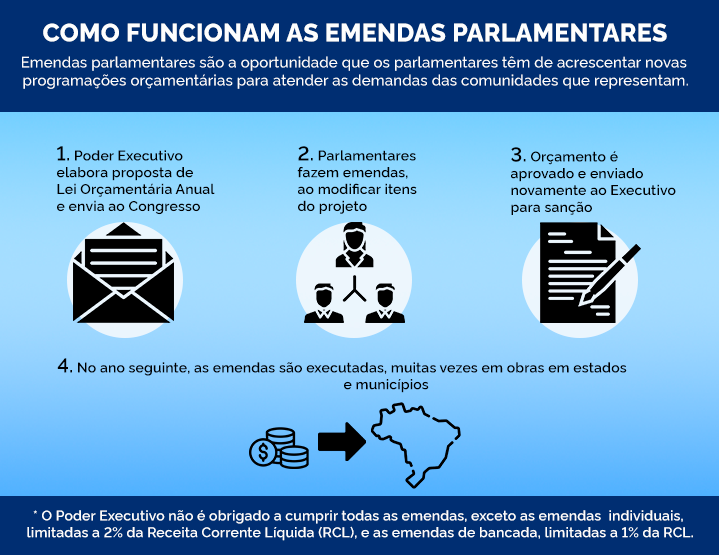 COMO FUNCIONAM AS EMENDAS PARLAMENTARES
Emendas parlamentares são a oportunidade que os parlamentares têm de acrescentar novas
programações orçamentárias para atender as demandas das comunidades que representam.
1. Poder Executivo
elabora proposta de
Lei Orçamentária Anual
e envia ao Congresso
2. Parlamentares
fazem emendas,
ao modificar itens
do projeto
3. Orçamento é
aprovado e enviado
novamente ao Executivo
para sanção
4. No ano seguinte, as emendas são executadas, muitas vezes em obras em estados
e municípios
$
* O Poder Executivo não é obrigado a cumprir todas as emendas, exceto as emendas individuais,
limitadas a 2% da Receita Corrente Líquida (RCL), e as emendas de bancada, limitadas a 1% da RCL.